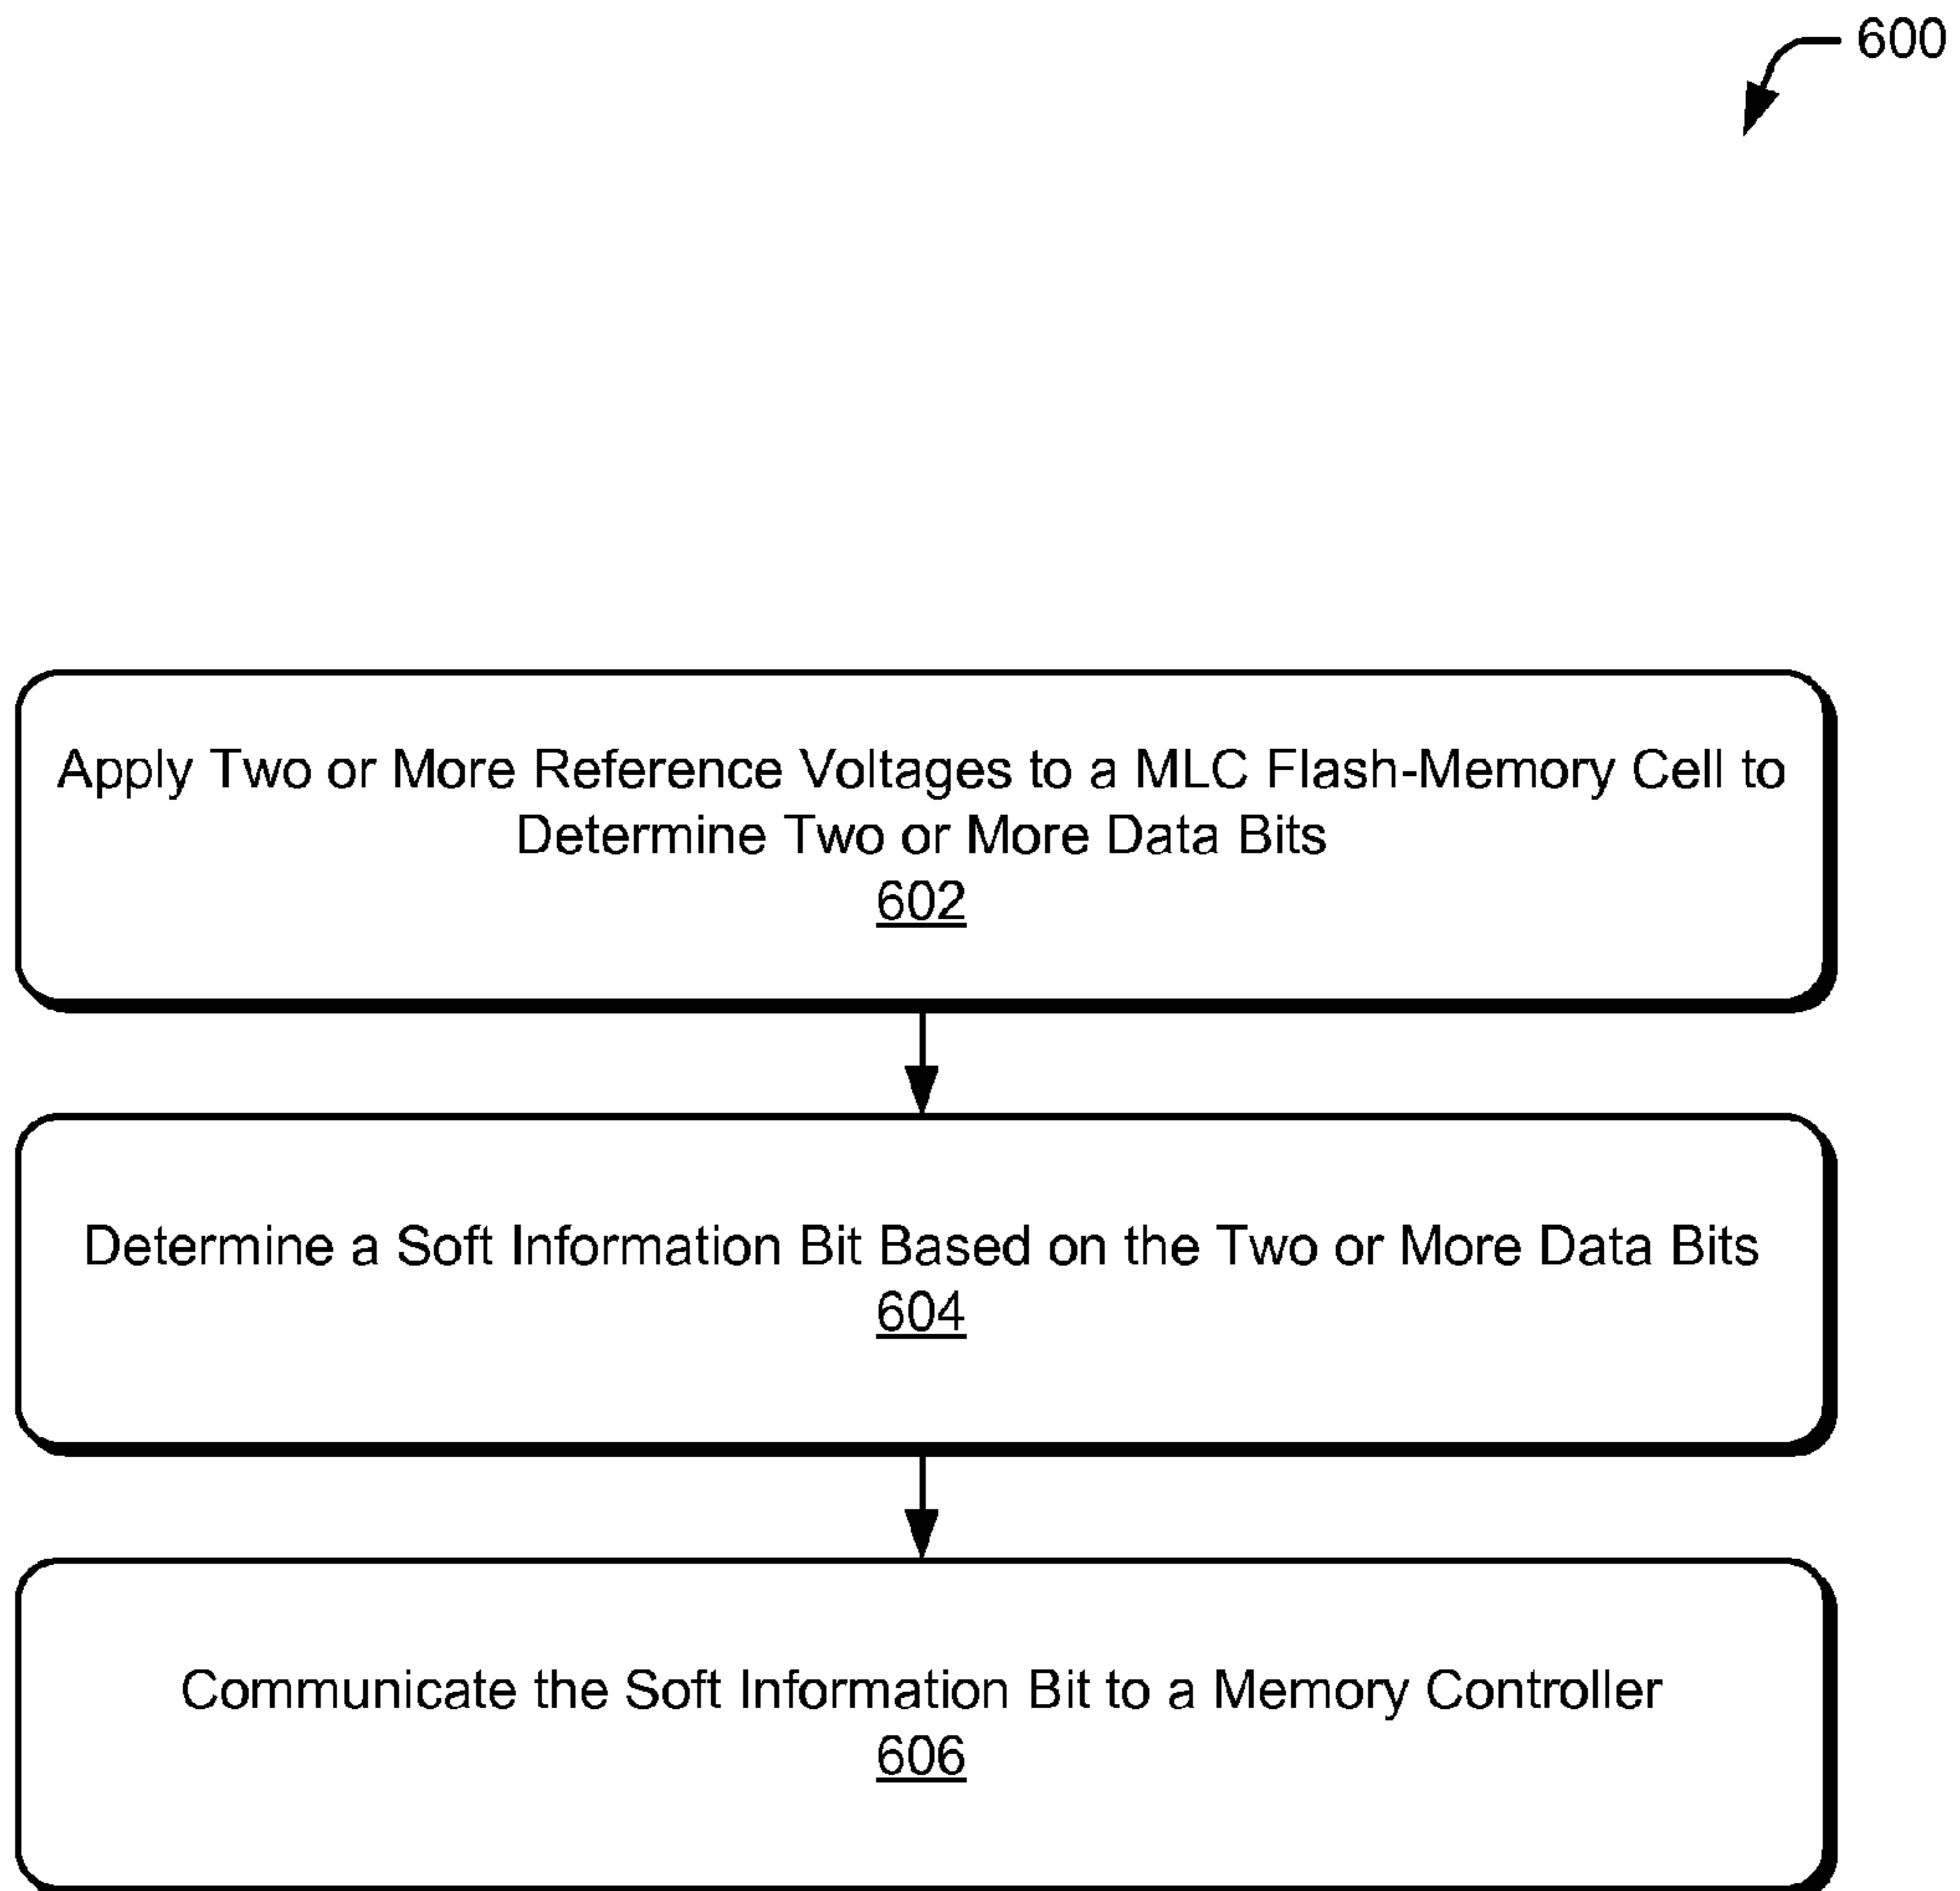 600
Apply Two or More Reference Voltages to a MLC Flash-Memory Cell to
Determine Two or More Data Bits
602
Determine a Soft Information Bit Based on the Two or More Data Bits
604
Communicate the Soft Information Bit to a Memory Controller
606